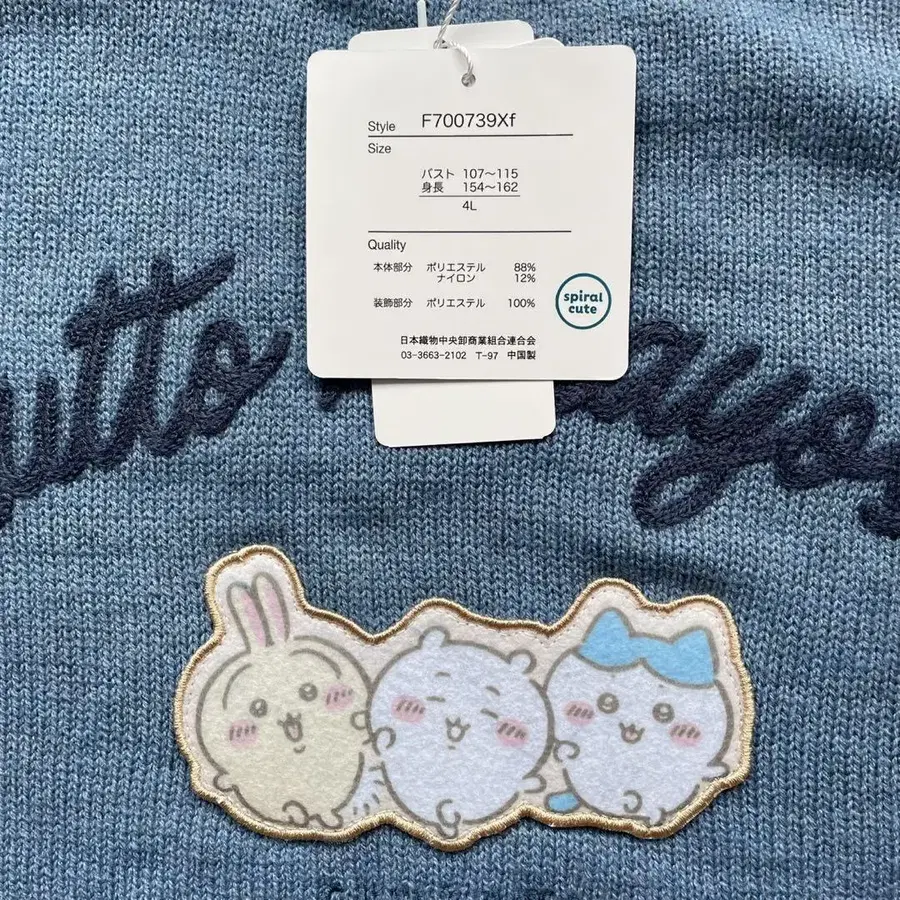 Style F700739Xf
Size
バスト 107〜115
身長 154〜162
4L
Quality
本体部分 ポリエステル 88%
ナイロン 12%
装飾部分 ポリエステル 100%
spiral
cute
日本織物中央卸商業組合連合会
03-3663-2102 T-97 中国製
utto
ayo